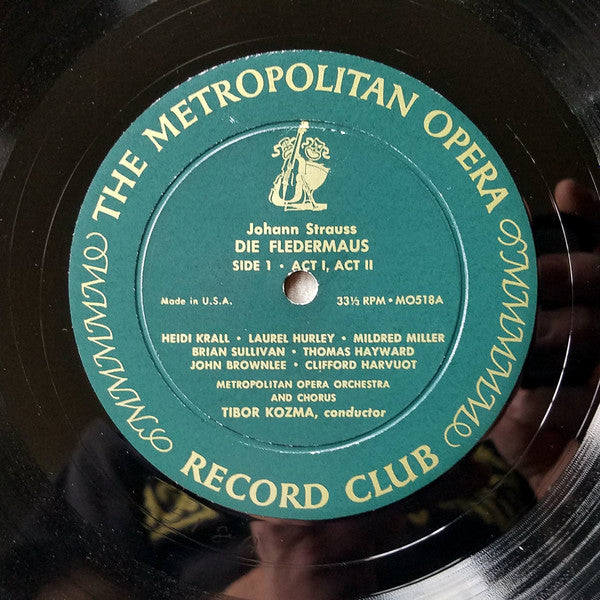 THE METROPOLITAN OPERA
Johann Strauss
DIE FLEDERMAUS
SIDE 1 • ACT I, ACT II
Made in U.S.A. 33⅓ RPM • MO518A
HEIDI KRALL • LAUREL HURLEY • MILDRED MILLER
BRIAN SULLIVAN • THOMAS HAYWARD
JOHN BROWNLEE • CLIFFORD HARVUOT
METROPOLITAN OPERA ORCHESTRA
AND CHORUS
TIBOR KOZMA, conductor
RECORD CLUB